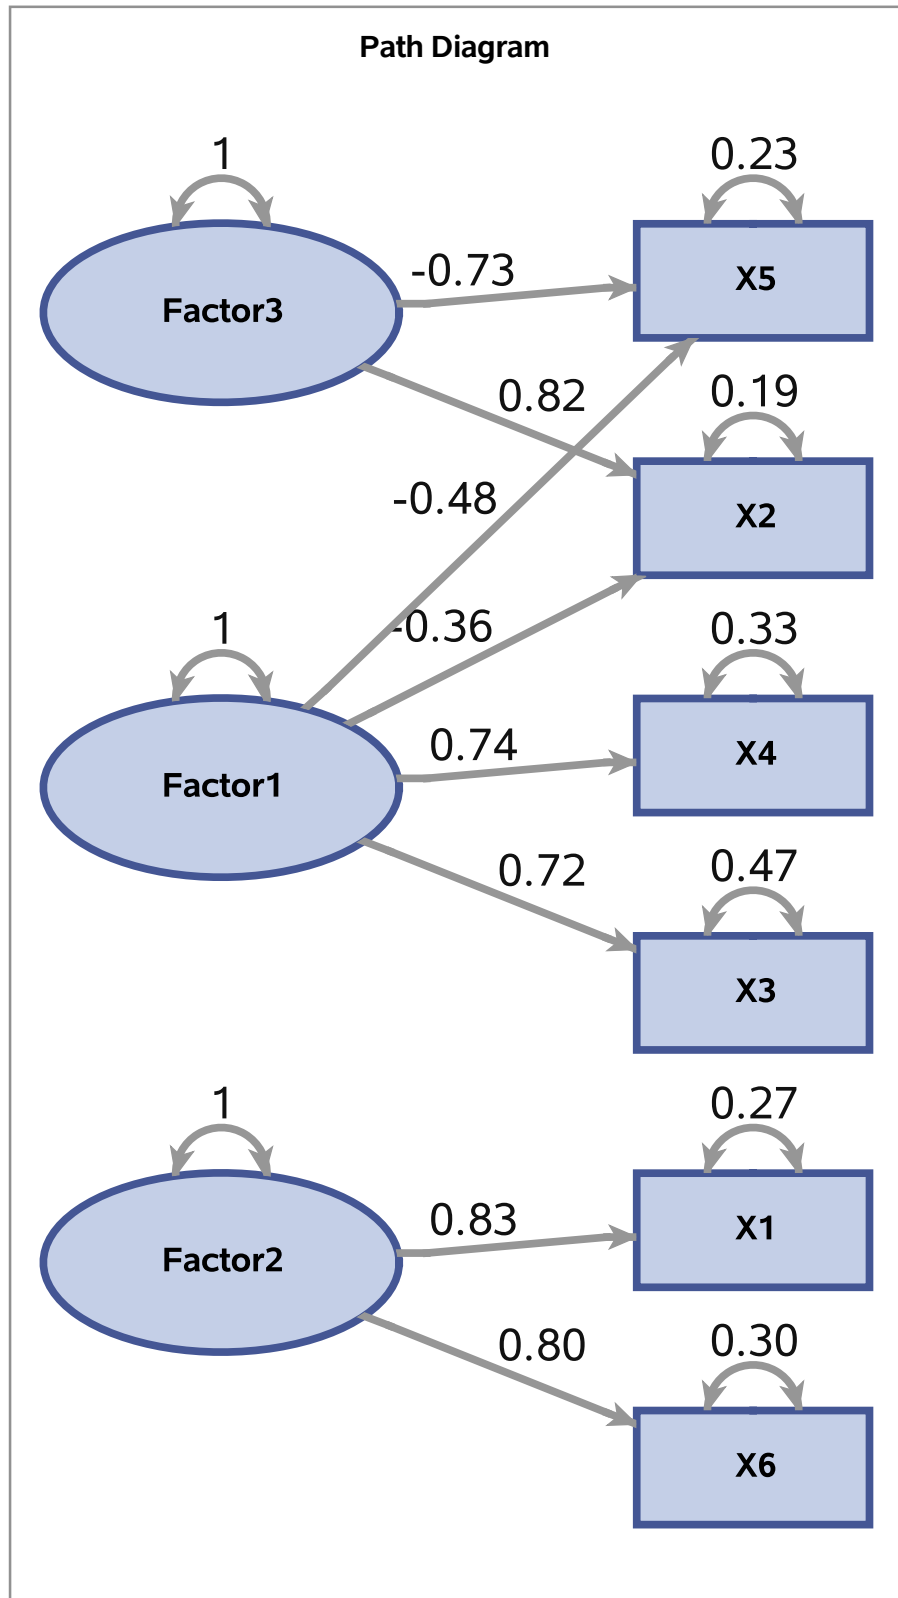 Path Diagram
1
0.23
Factor3
-0.73
X5
0.82
0.19
-0.48
X2
1
-0.36
0.33
Factor1
0.74
X4
0.72
0.47
X3
1
0.27
Factor2
0.83
X1
0.80
0.30
X6